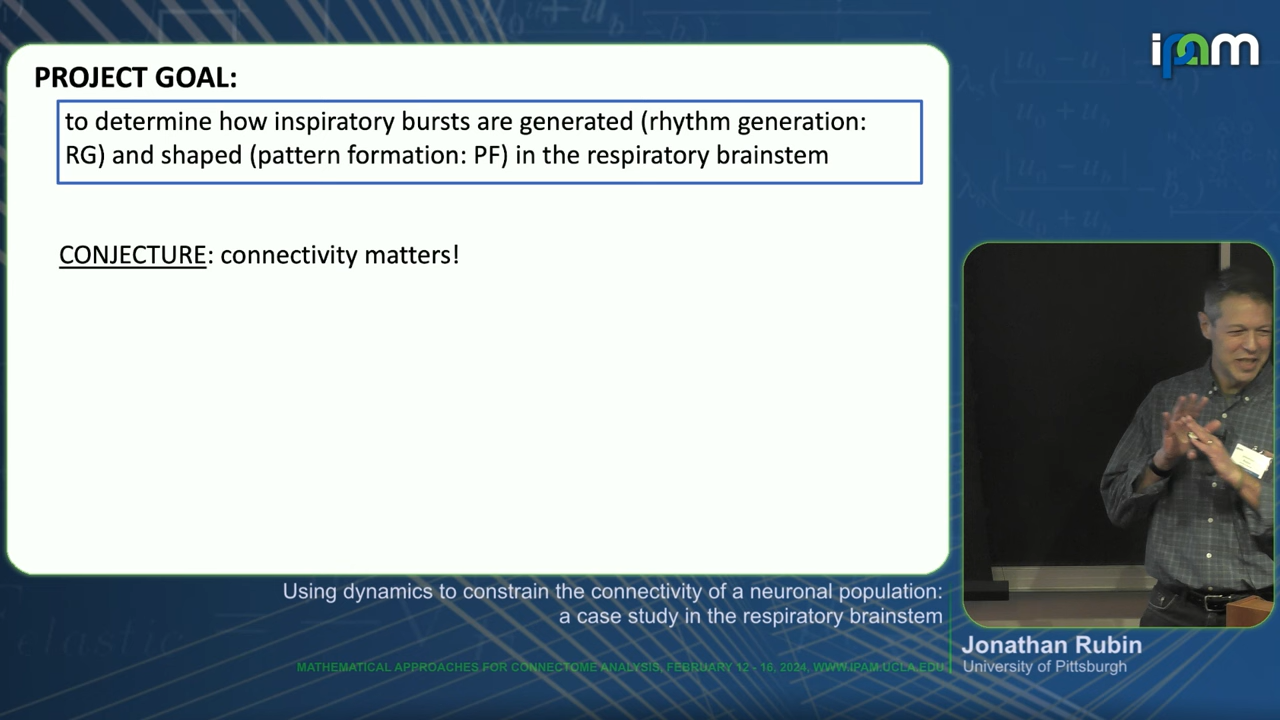 PROJECT GOAL:
to determine how inspiratory bursts are generated (rhythm generation:
RG) and shaped (pattern formation: PF) in the respiratory brainstem
CONJECTURE: connectivity matters!
ipam
Using dynamics to constrain the connectivity of a neuronal population:
a case study in the respiratory brainstem
Jonathan Rubin
University of Pittsburgh
MATHEMATICAL APPROACHES FOR CONNECTOME ANALYSIS, FEBRUARY 12 - 16, 2024, WWW.IPAM.UCLA.EDU
elastic